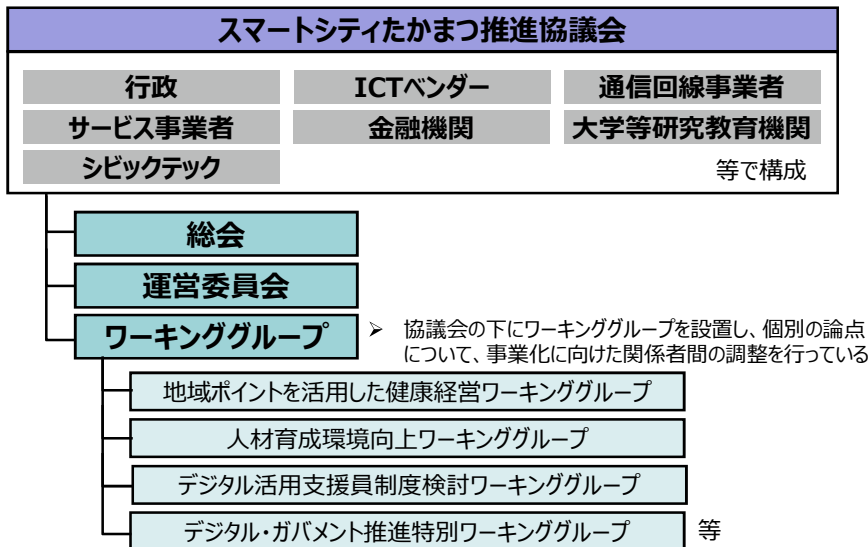 スマートシティたかまつ推進協議会
行政
ICTベンダー
通信回線事業者
サービス事業者
金融機関
大学等研究教育機関
シビックテック
等で構成
総会
運営委員会
ワーキンググループ
➢ 協議会の下にワーキンググループを設置し、個別の論点
について、事業化に向けた関係者間の調整を行っている
地域ポイントを活用した健康経営ワーキンググループ
人材育成環境向上ワーキンググループ
デジタル活用支援員制度検討ワーキンググループ
デジタル・ガバメント推進特別ワーキンググループ
等